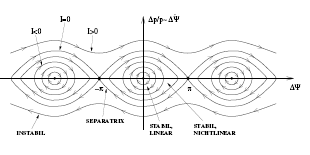 I=0
Δp/p~ΔΨ
I<0
I>0
ΔΨ
−π
π
SEPARATRIX
STABIL,
LINEAR
STABIL,
NICHTLINEAR
INSTABIL